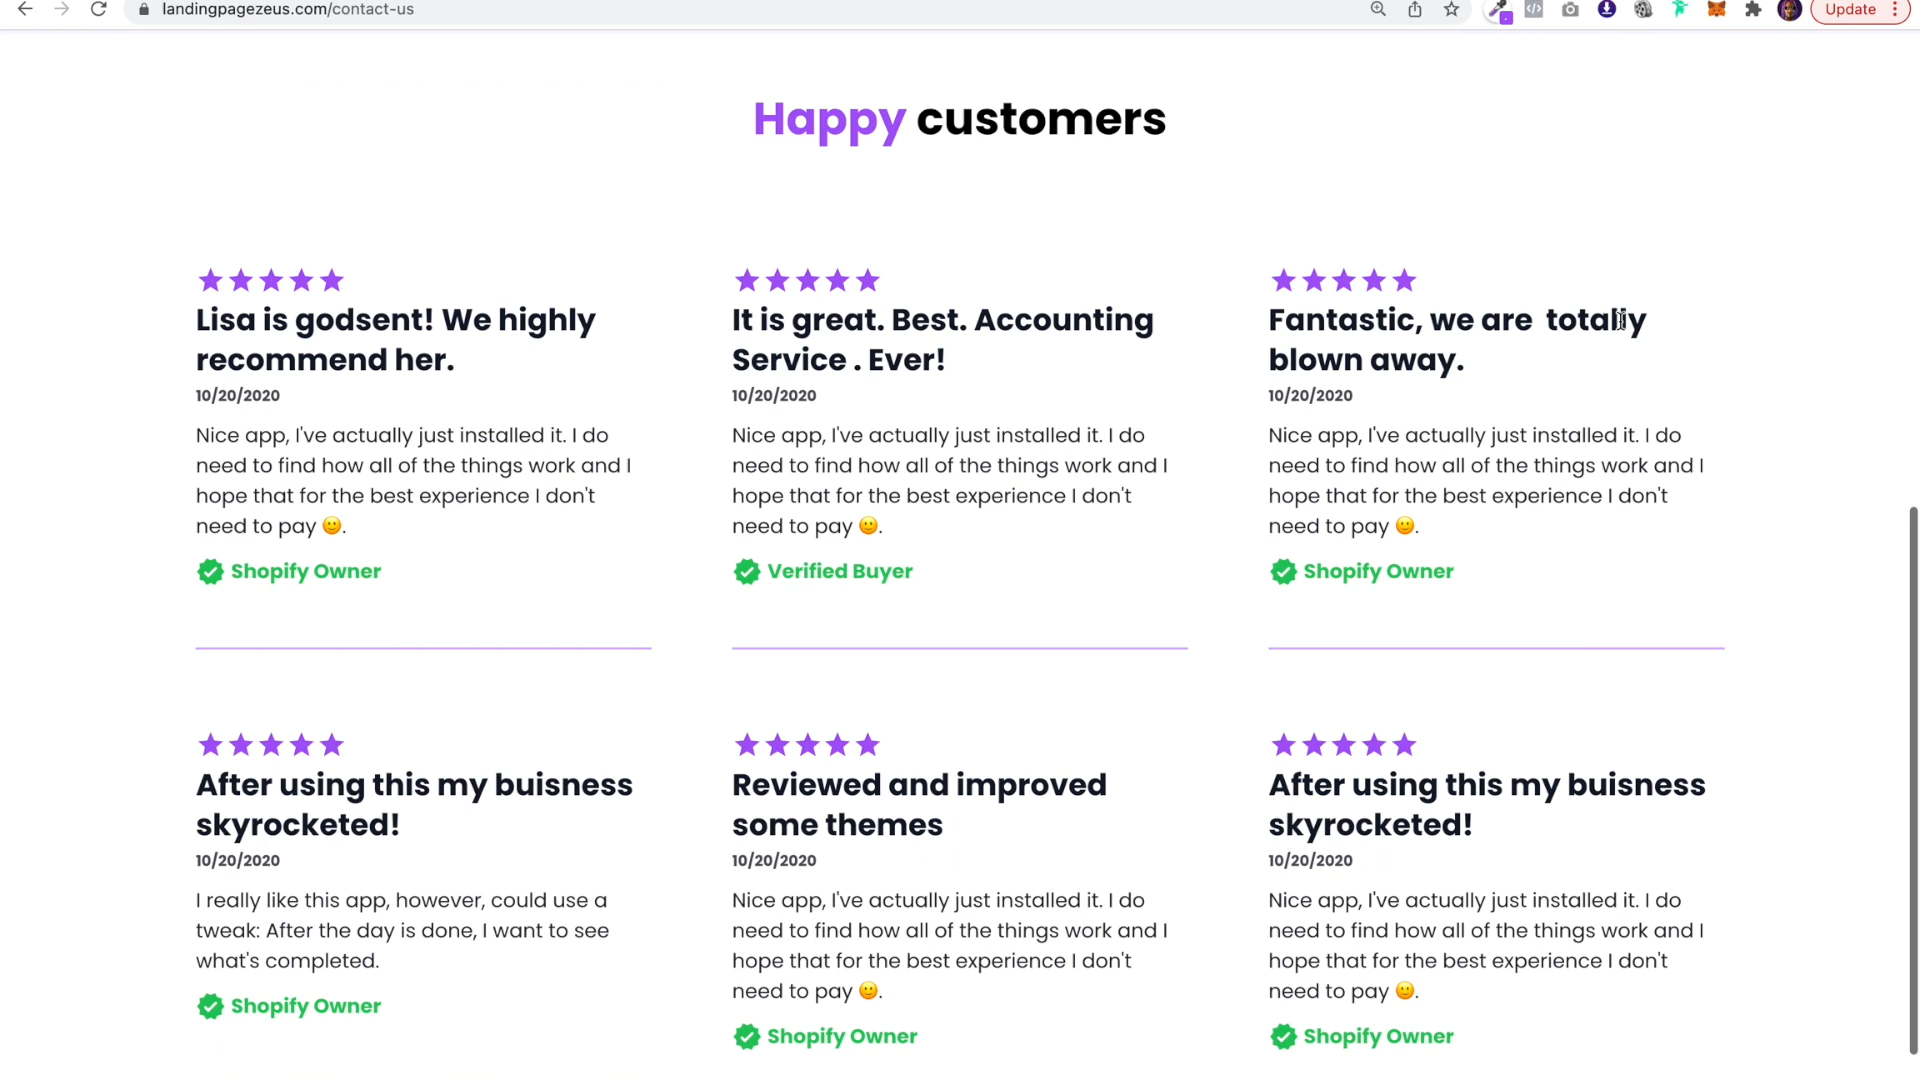 landingpagezeus.com/contact-us
Update
Happy customers
Lisa is godsent! We highly
recommend her.
10/20/2020
Nice app, I've actually just installed it. I do
need to find how all of the things work and I
hope that for the best experience I don't
need to pay 🙂.
Shopify Owner
It is great. Best. Accounting
Service . Ever!
10/20/2020
Nice app, I've actually just installed it. I do
need to find how all of the things work and I
hope that for the best experience I don't
need to pay 🙂.
Verified Buyer
Fantastic, we are  totally
blown away.
10/20/2020
Nice app, I've actually just installed it. I do
need to find how all of the things work and I
hope that for the best experience I don't
need to pay 🙂.
Shopify Owner
After using this my buisness
skyrocketed!
10/20/2020
I really like this app, however, could use a
tweak: After the day is done, I want to see
what's completed.
Shopify Owner
Reviewed and improved
some themes
10/20/2020
Nice app, I've actually just installed it. I do
need to find how all of the things work and I
hope that for the best experience I don't
need to pay 🙂.
Shopify Owner
After using this my buisness
skyrocketed!
10/20/2020
Nice app, I've actually just installed it. I do
need to find how all of the things work and I
hope that for the best experience I don't
need to pay 🙂.
Shopify Owner